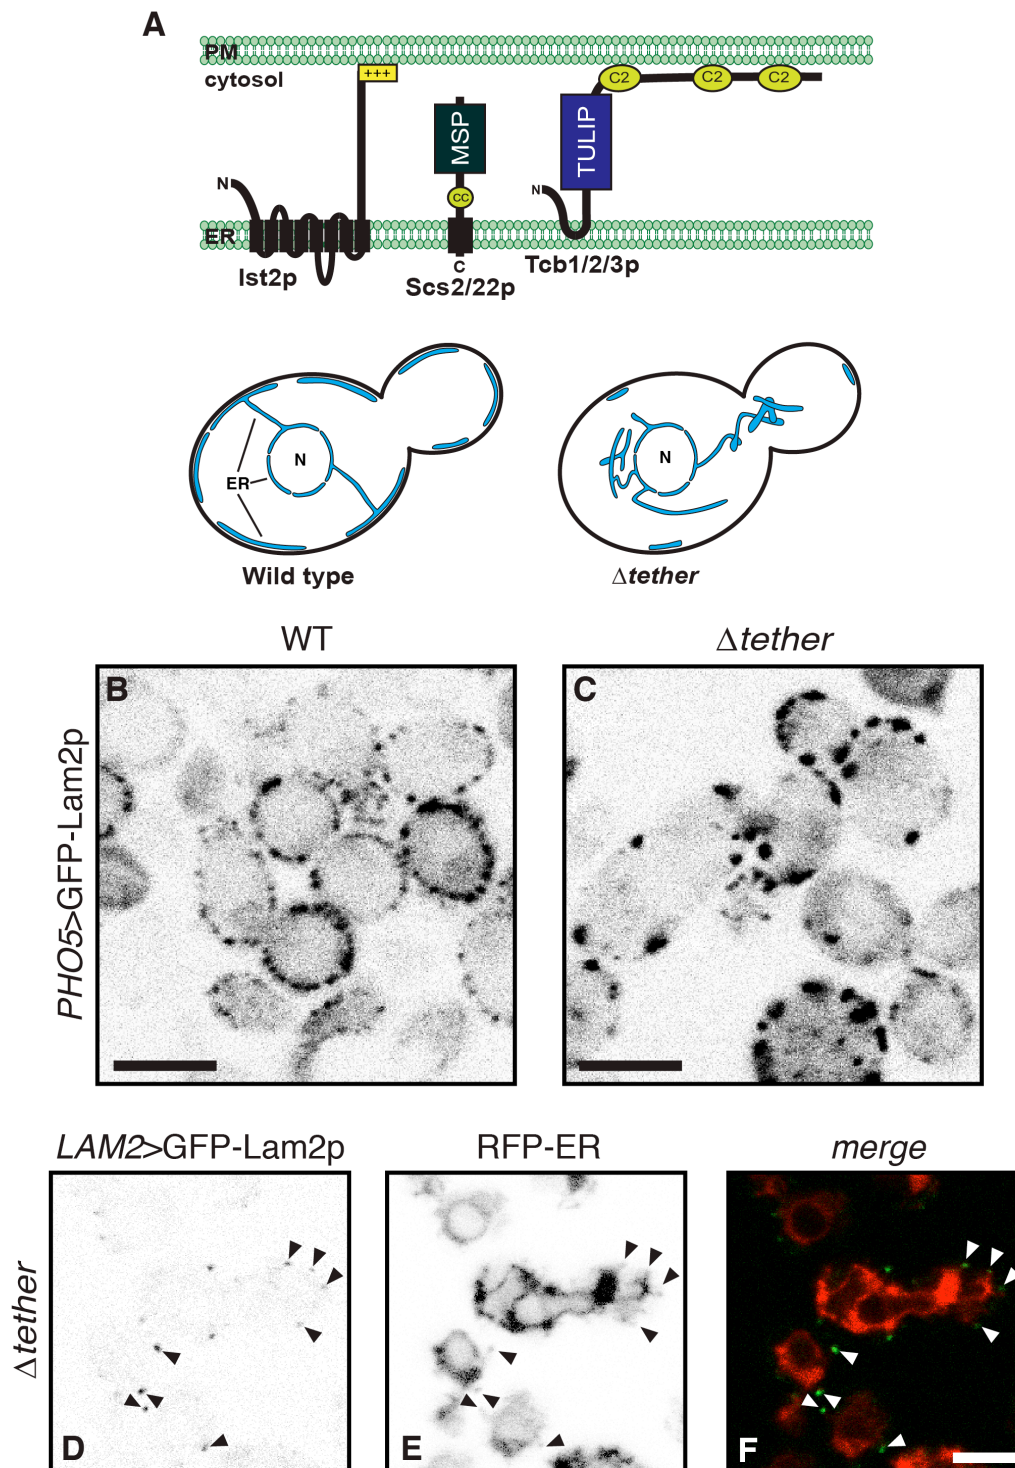 A
PM
cytosol
+++
C2 C2 C2
MSP
TULIP
N
N
CC
ER
C
Ist2p
Scs2/22p
Tcb1/2/3p
N
ER
N
Wild type
Δtether
WT
Δtether
PHO5>GFP-Lam2p
B
C
LAM2>GFP-Lam2p
RFP-ER
merge
Δtether
D
E
F